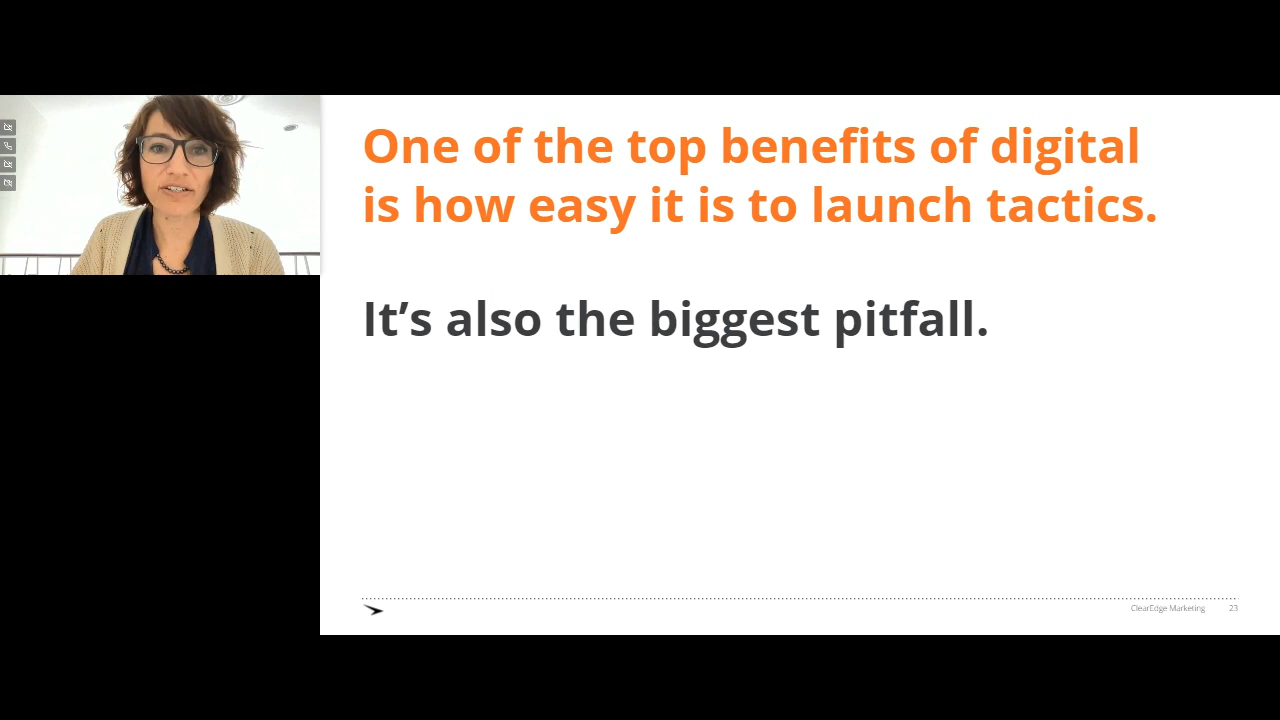 One of the top benefits of digital
is how easy it is to launch tactics.
It’s also the biggest pitfall.
ClearEdge Marketing 23